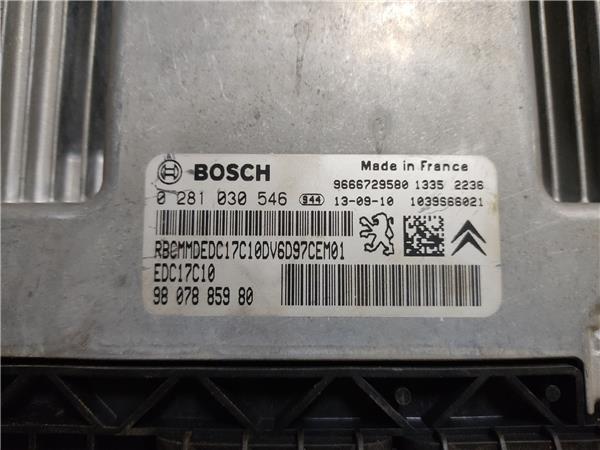 BOSCH
Made in France
9666729580 1335 2236
0 281 030 546 944 13-09-10 1039S66021
RBCMMDEDC17C10DV6D97CEM01
EDC17C10
98 078 859 80